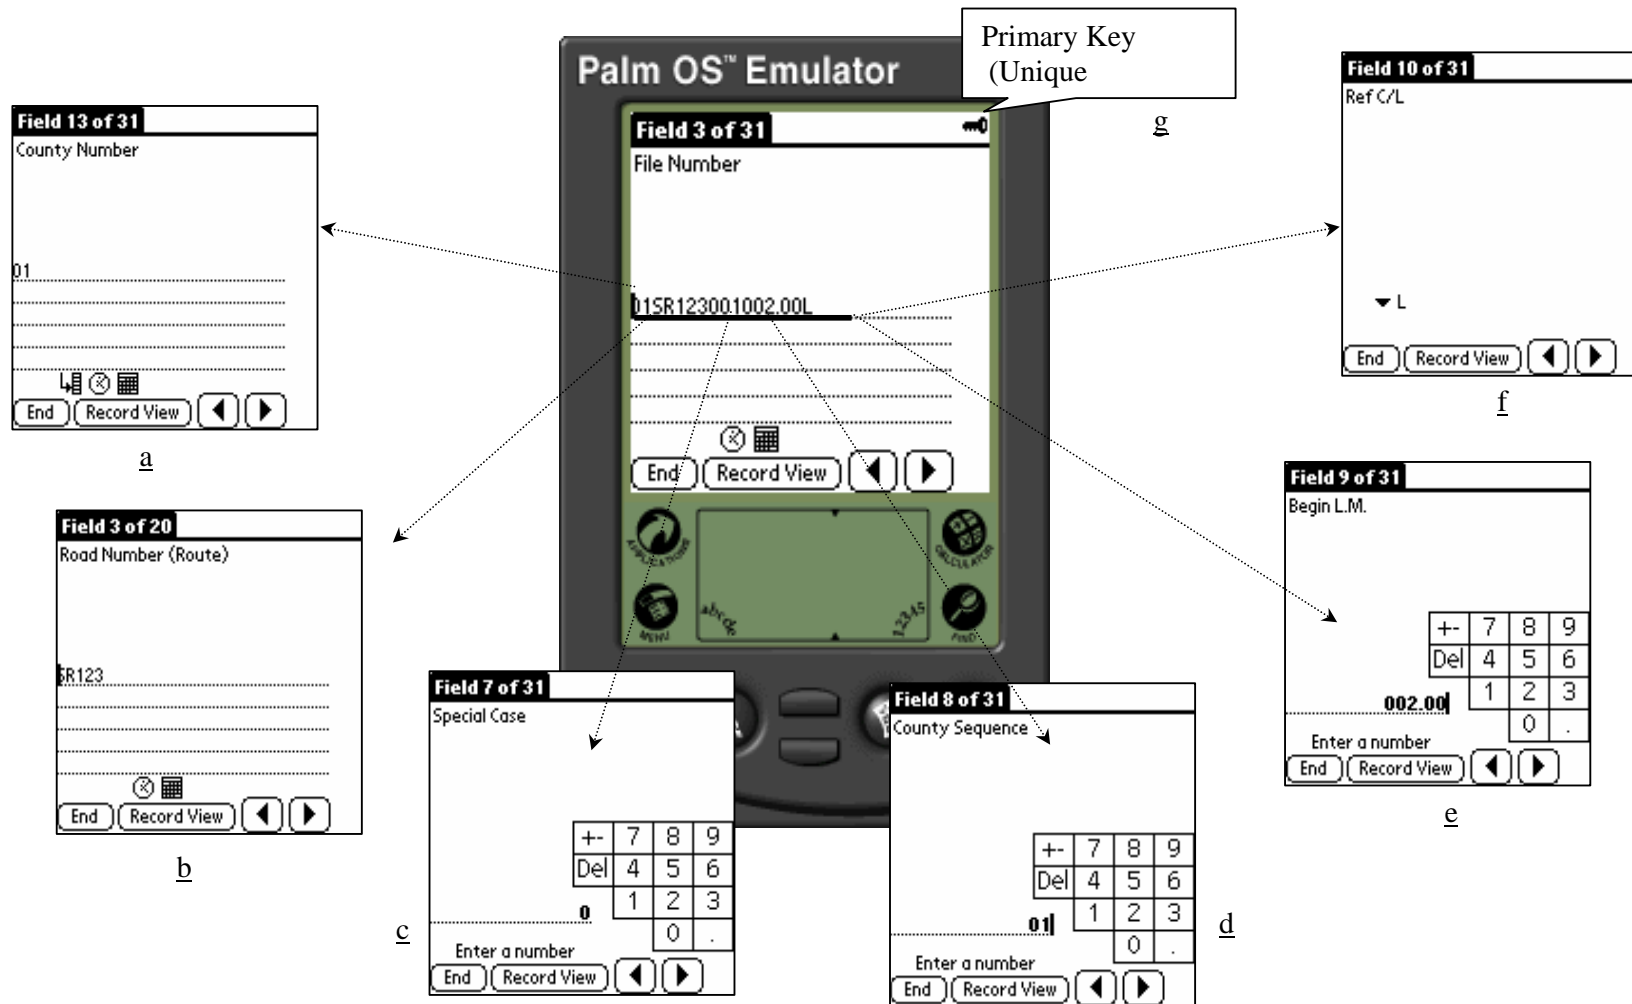 Palm OS™ Emulator
Primary Key
(Unique
g
Field 3 of 31
File Number
01SR123001002.00L
End Record View
APPLICATIONS
CALCULATOR
MENU
FIND
abcde
12345
Field 13 of 31
County Number
01
End Record View
a
Field 3 of 20
Road Number (Route)
SR123
End Record View
b
Field 7 of 31
Special Case
+- 7 8 9
Del 4 5 6
1 2 3
0 .
0
Enter a number
End Record View
c
Field 8 of 31
County Sequence
+- 7 8 9
Del 4 5 6
1 2 3
0 .
01
Enter a number
End Record View
d
Field 9 of 31
Begin L.M.
+- 7 8 9
Del 4 5 6
1 2 3
0 .
002.00
Enter a number
End Record View
e
Field 10 of 31
Ref C/L
L
End Record View
f